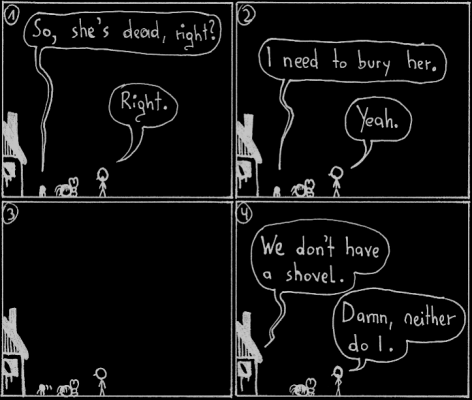 1
So, she's dead, right?
Right.
2
I need to bury her.
Yeah.
3
4
We don't have
a shovel.
Damn, neither
do I.